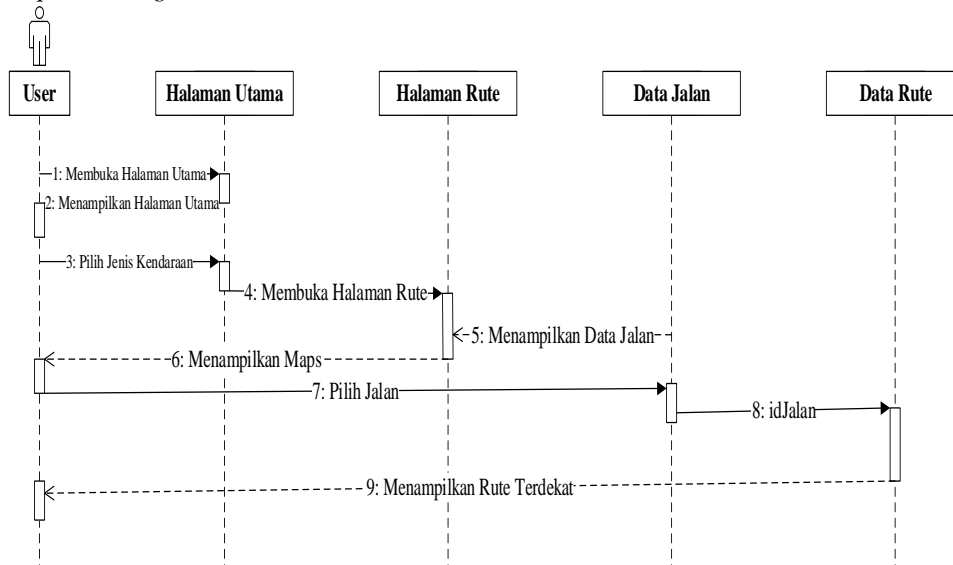 User
Halaman Utama
Halaman Rute
Data Jalan
Data Rute
1: Membuka Halaman Utama
2: Menampilkan Halaman Utama
3: Pilih Jenis Kendaraan
4: Membuka Halaman Rute
5: Menampilkan Data Jalan
6: Menampilkan Maps
7: Pilih Jalan
8: idJalan
9: Menampilkan Rute Terdekat